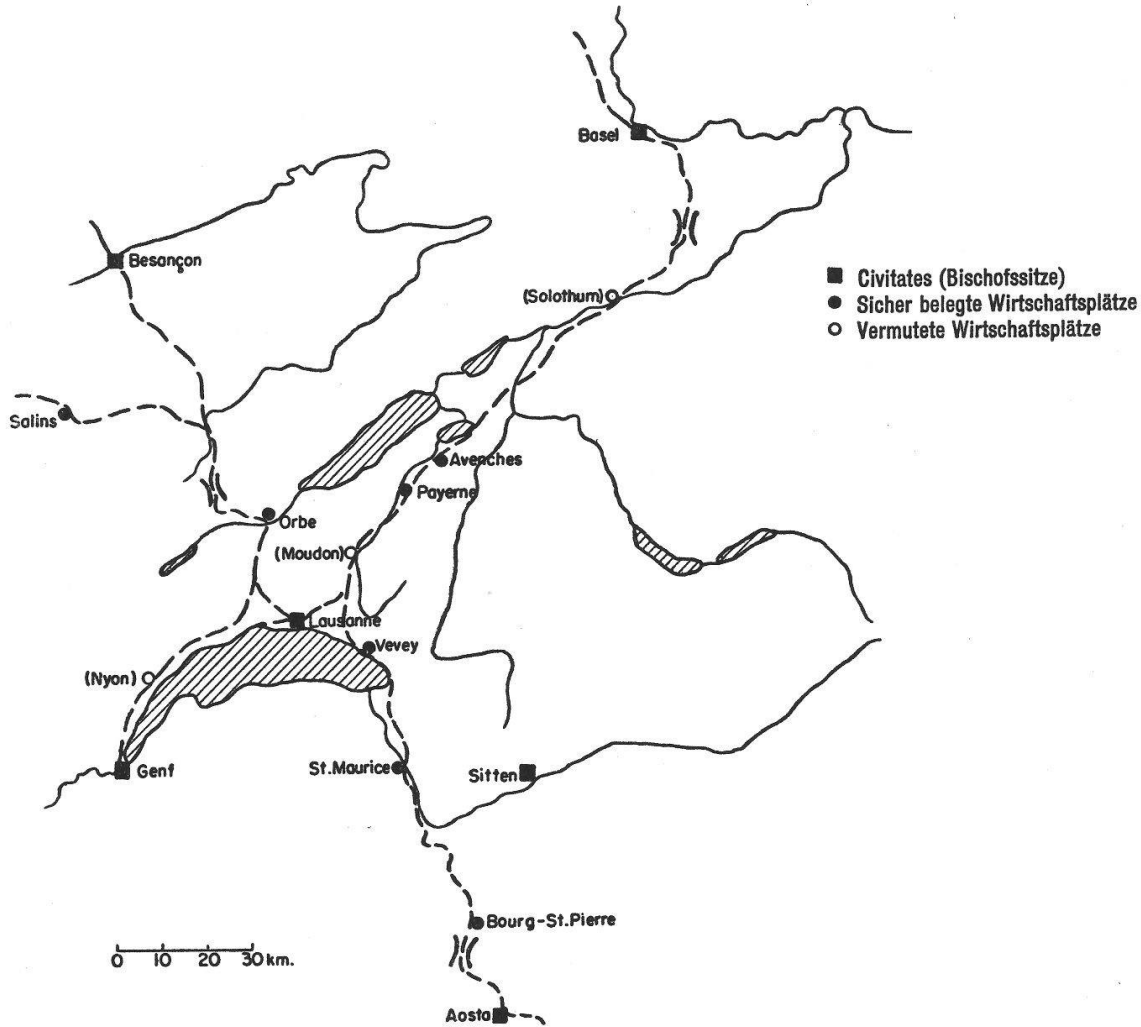 Basel
Besançon
(Solothurn)
■ Civitates (Bischofssitze)
● Sicher belegte Wirtschaftsplätze
○ Vermutete Wirtschaftsplätze
Salins
Avenches
Payerne
Orbe
(Moudon)
Lausanne
Vevey
(Nyon)
Genf
St.Maurice
Sitten
Bourg-St.Pierre
0 10 20 30 km.
Aosta